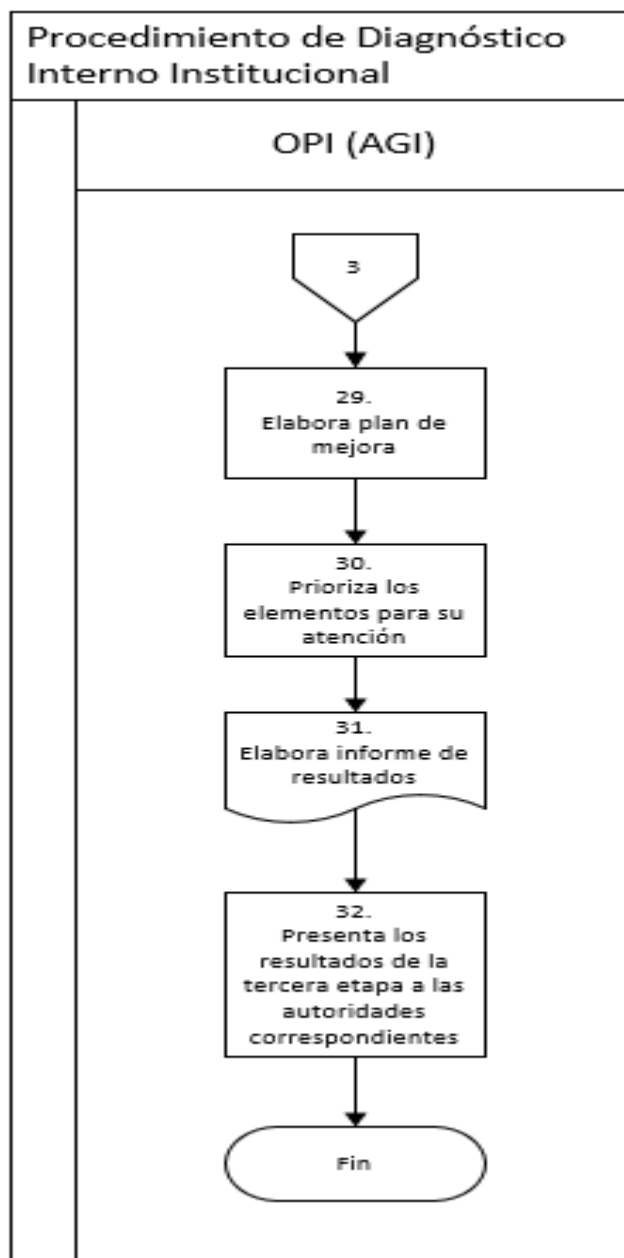 Procedimiento de Diagnóstico
Interno Institucional
OPI (AGI)
3
29.
Elabora plan de
mejora
30.
Prioriza los
elementos para su
atención
31.
Elabora informe de
resultados
32.
Presenta los
resultados de la
tercera etapa a las
autoridades
correspondientes
Fin